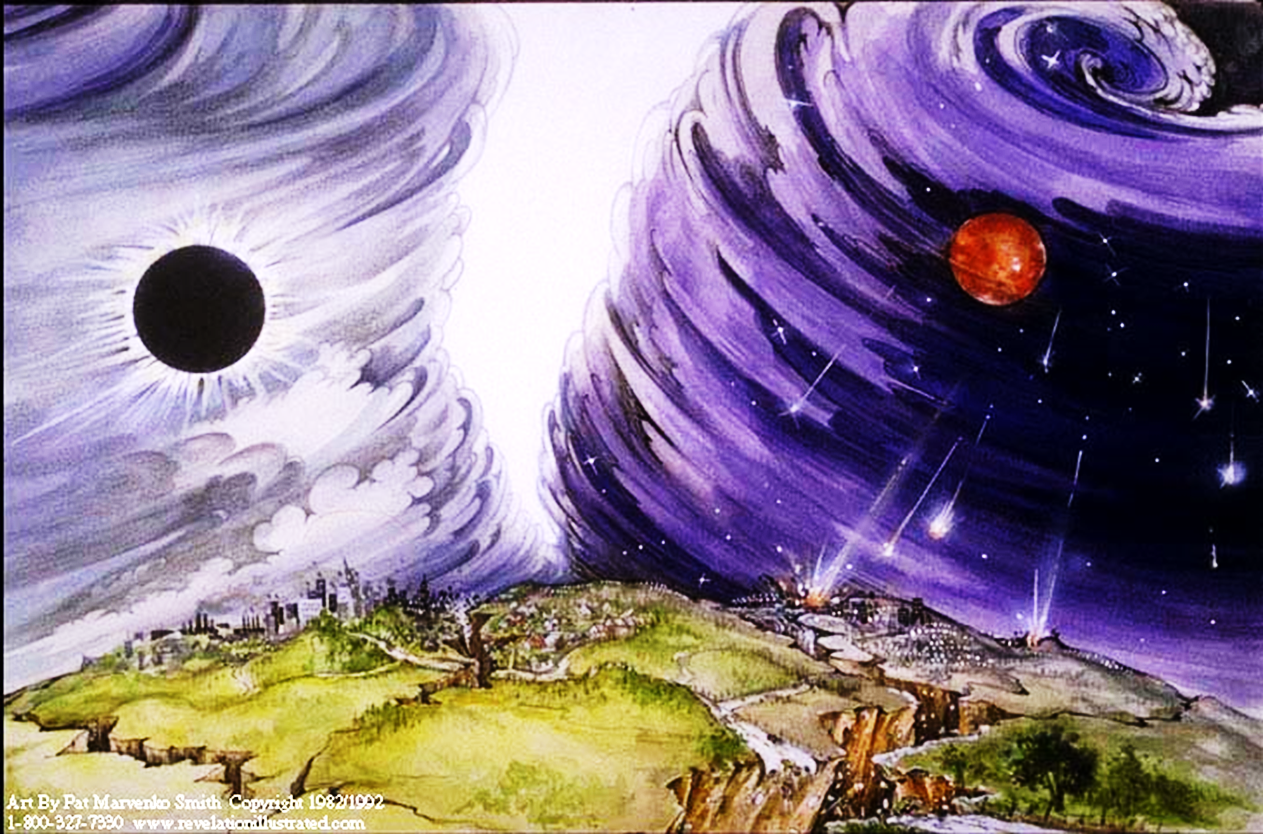 Art By Pat Marvenko Smith Copyright 1982/1992
1-800-327-7330 www.revelationillustrated.com